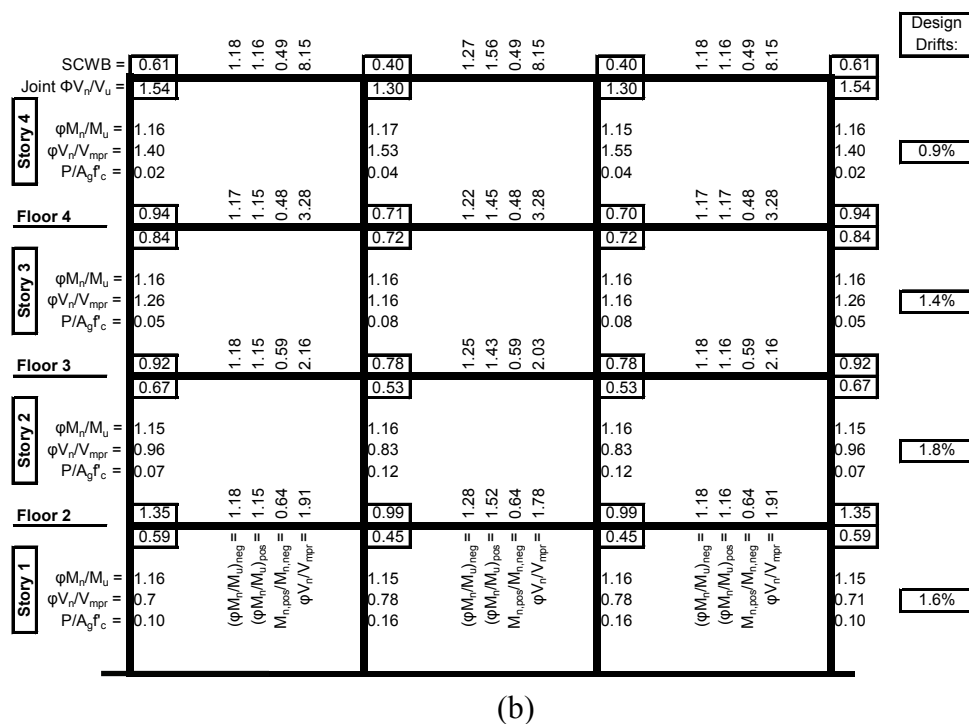 Design
Drifts:
1.18 1.16 0.49 8.15 1.27 1.56 0.49 8.15 1.18 1.16 0.49 8.15
SCWB = 0.61 0.40 0.40 0.61
Joint ΦVn/Vu = 1.54 1.30 1.30 1.54
Story 4
φMn/Mu = 1.16 1.17 1.15 1.16
φVn/Vmpr = 1.40 1.53 1.55 1.40 0.9%
P/Agf'c = 0.02 0.04 0.04 0.02
1.17 1.15 0.48 3.28 1.22 1.45 0.48 3.28 1.17 1.17 0.48 3.28
Floor 4 0.94 0.71 0.70 0.94
0.84 0.72 0.72 0.84
Story 3
φMn/Mu = 1.16 1.16 1.16 1.16
φVn/Vmpr = 1.26 1.16 1.16 1.26 1.4%
P/Agf'c = 0.05 0.08 0.08 0.05
1.18 1.15 0.59 2.16 1.25 1.43 0.59 2.03 1.18 1.16 0.59 2.16
Floor 3 0.92 0.78 0.78 0.92
0.67 0.53 0.53 0.67
Story 2
φMn/Mu = 1.15 1.16 1.16 1.15
φVn/Vmpr = 0.96 0.83 0.83 0.96 1.8%
P/Agf'c = 0.07 0.12 0.12 0.07
1.18 1.15 0.64 1.91 1.28 1.52 0.64 1.78 1.18 1.16 0.64 1.91
Floor 2 1.35 0.99 0.99 1.35
0.59 0.45 0.45 0.59
(φMn/Mu)neg = (φMn/Mu)pos = Mn,pos/Mn,neg = φVn/Vmpr = (φMn/Mu)neg = (φMn/Mu)pos = Mn,pos/Mn,neg = φVn/Vmpr = (φMn/Mu)neg = (φMn/Mu)pos = Mn,pos/Mn,neg = φVn/Vmpr =
Story 1
φMn/Mu = 1.16 1.15 1.16 1.15
φVn/Vmpr = 0.7 0.78 0.78 0.71 1.6%
P/Agf'c = 0.10 0.16 0.16 0.10
(b)